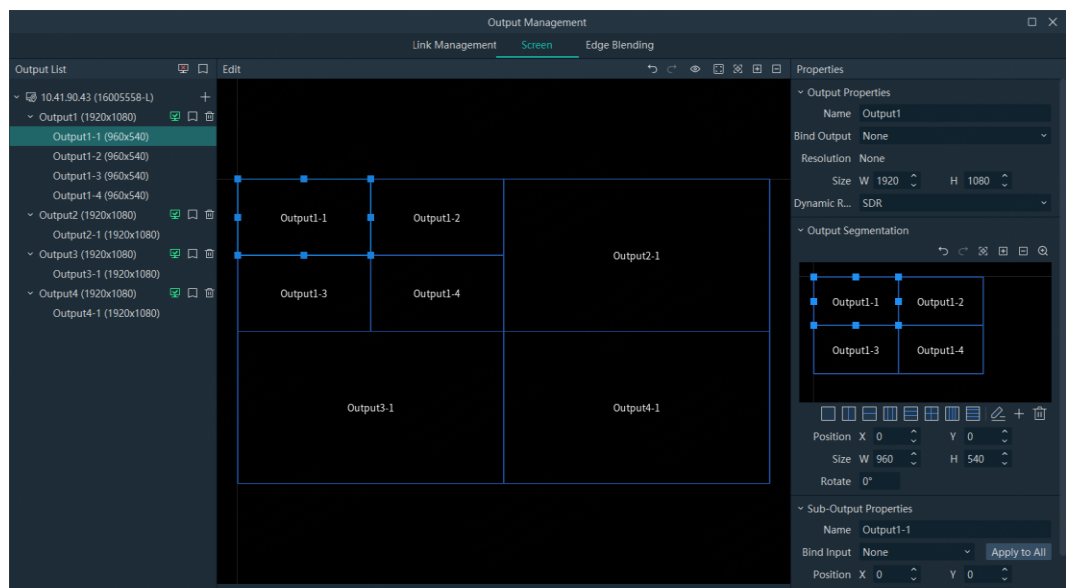 Output Management
Link Management Screen Edge Blending
Output List
Edit
Properties
10.41.90.43 (16005558-L)
Output1 (1920x1080)
Output1-1 (960x540)
Output1-2 (960x540)
Output1-3 (960x540)
Output1-4 (960x540)
Output2 (1920x1080)
Output2-1 (1920x1080)
Output3 (1920x1080)
Output3-1 (1920x1080)
Output4 (1920x1080)
Output4-1 (1920x1080)
Output1-1
Output1-2
Output2-1
Output1-3
Output1-4
Output3-1
Output4-1
Output Properties
Name Output1
Bind Output None
Resolution None
Size W 1920 H 1080
Dynamic R... SDR
Output Segmentation
Output1-1 Output1-2
Output1-3 Output1-4
Position X 0 Y 0
Size W 960 H 540
Rotate 0°
Sub-Output Properties
Name Output1-1
Bind Input None Apply to All
Position X 0 Y 0